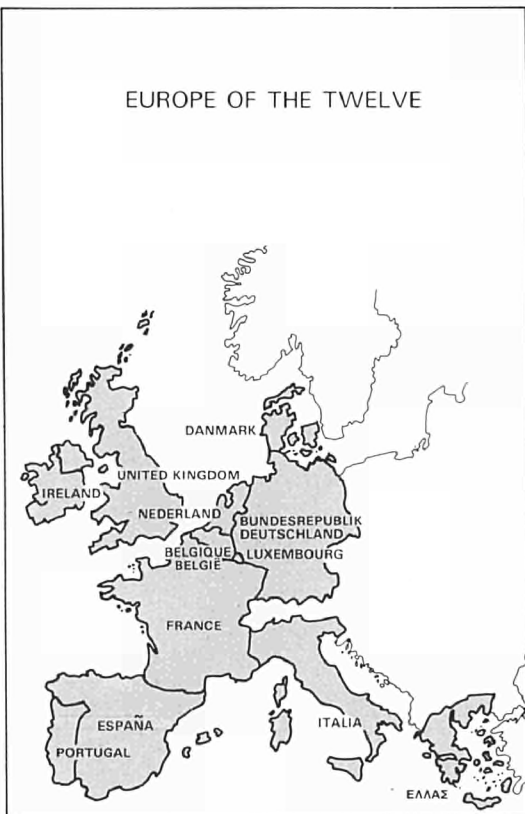 EUROPE OF THE TWELVE
DANMARK
UNITED KINGDOM
IRELAND
NEDERLAND
BUNDESREPUBLIK
DEUTSCHLAND
BELGIQUE
BELGIË
LUXEMBOURG
FRANCE
ESPAÑA
PORTUGAL
ITALIA
ΕΛΛΑΣ